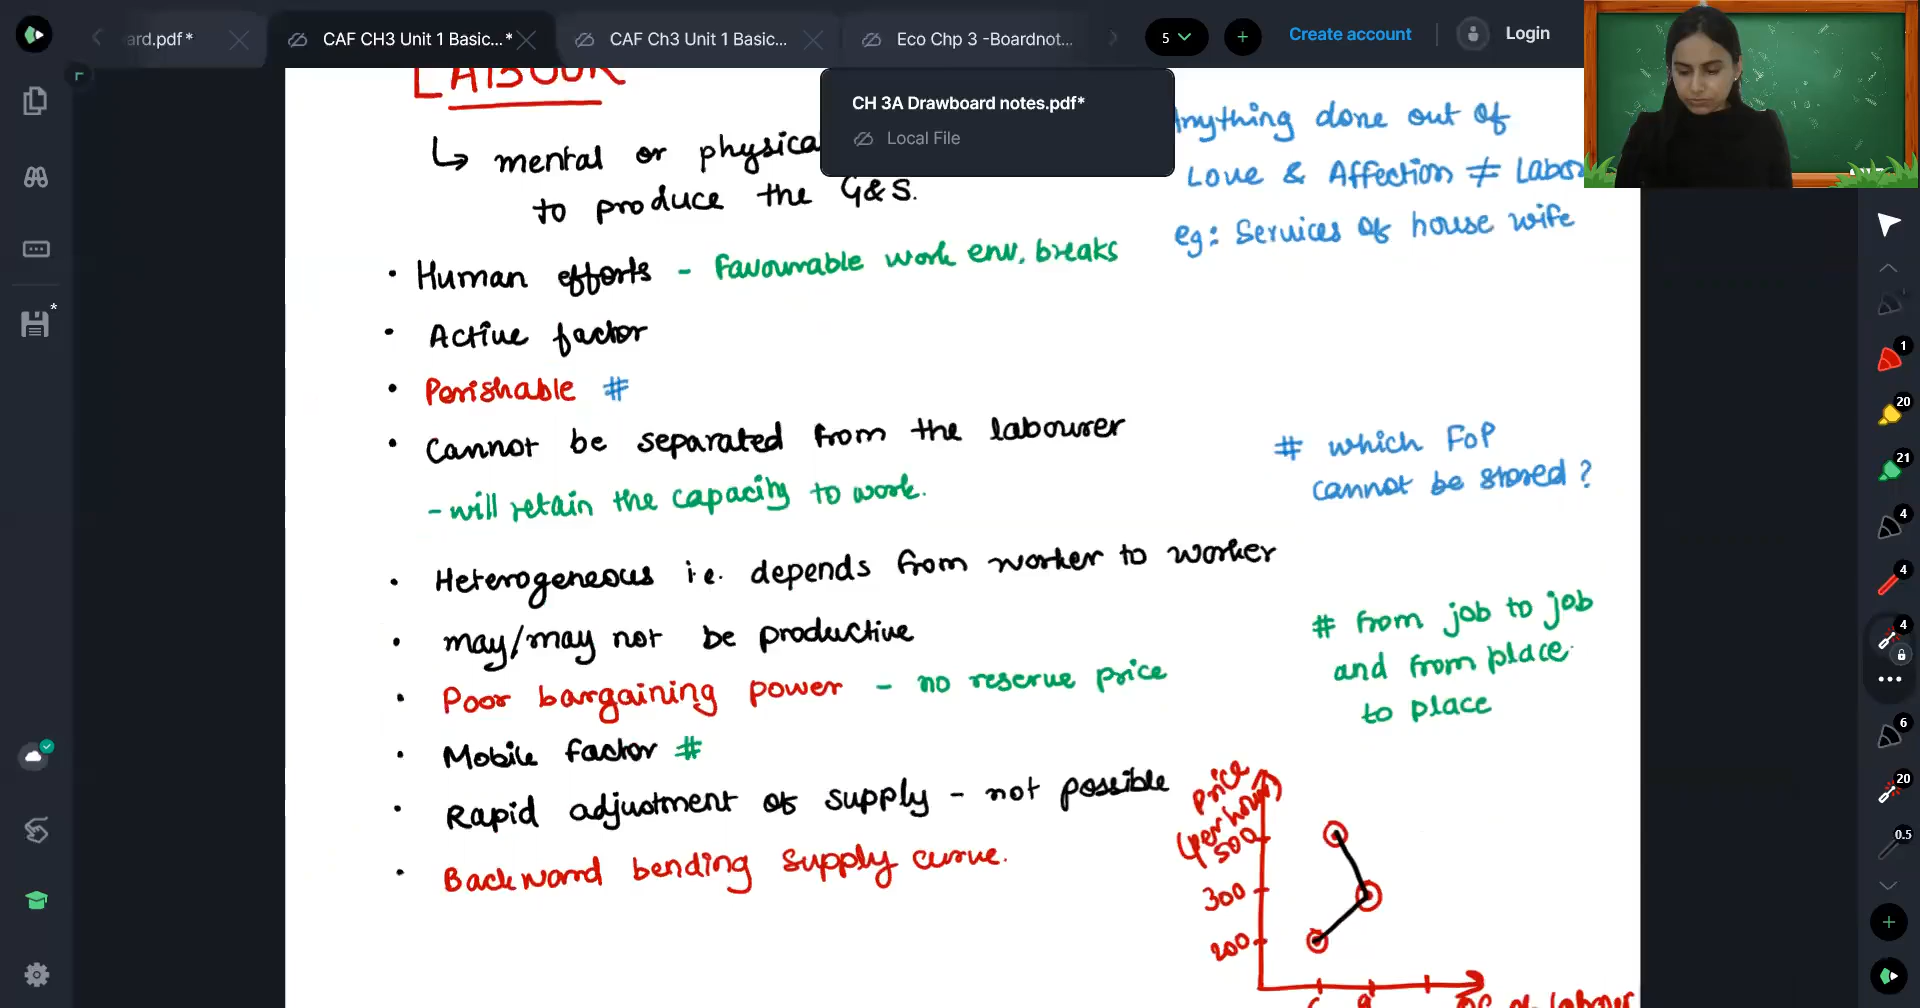 ard.pdf*
CAF CH3 Unit 1 Basic...*
CAF Ch3 Unit 1 Basic...
Eco Chp 3 -Boardnot...
5
Create account
Login
CH 3A Drawboard notes.pdf*
Local File
LABOUR
Anything done out of
Love & Affection ≠ Labou
eg: Services of house wife
↳ mental or physica
to produce the G&S.
• Human efforts - favourable work env, breaks
• Active factor
• Perishable #
• Cannot be separated from the labourer
- will retain the capacity to work.
# which FoP
cannot be stored?
• Heterogeneous i.e. depends from worker to worker
• may/may not be productive
• Poor bargaining power - no reserve price
• Mobile factor #
# from job to job
and from place
to place
• Rapid adjustment of supply - not possible
• Backward bending supply curve.
Price
(per hour)
500
300
200
of labour
1
20
21
4
4
4
6
20
0.5